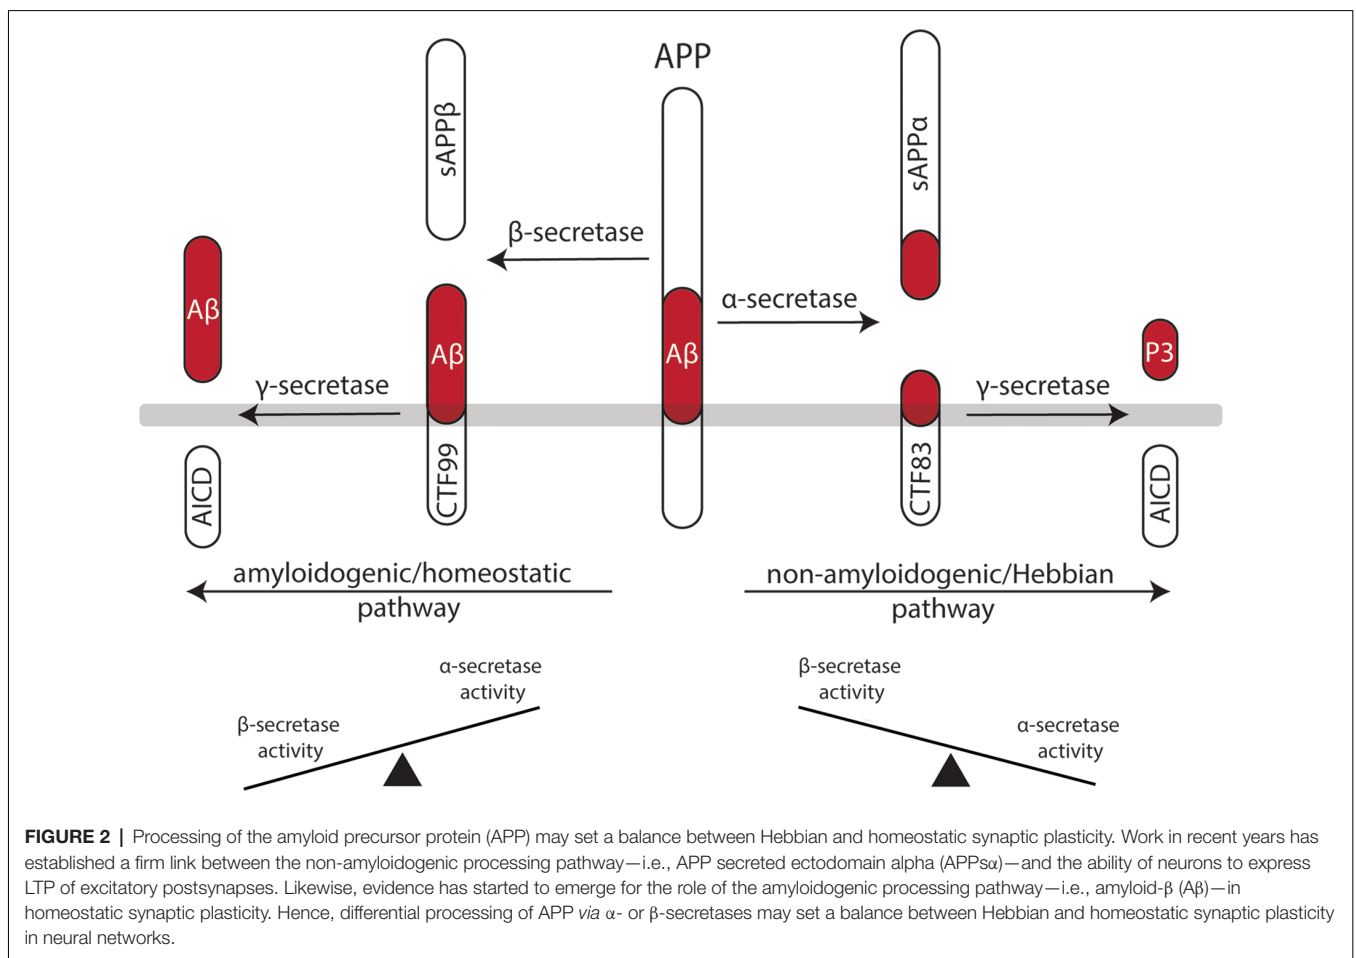 APP
sAPPβ
sAPPα
β-secretase
α-secretase
Aβ
Aβ
Aβ
P3
γ-secretase
γ-secretase
AICD
CTF99
CTF83
AICD
amyloidogenic/homeostatic
pathway
non-amyloidogenic/Hebbian
pathway
α-secretase
activity
β-secretase
activity
β-secretase
activity
α-secretase
activity
FIGURE 2 | Processing of the amyloid precursor protein (APP) may set a balance between Hebbian and homeostatic synaptic plasticity. Work in recent years has
established a firm link between the non-amyloidogenic processing pathway—i.e., APP secreted ectodomain alpha (APPsα)—and the ability of neurons to express
LTP of excitatory postsynapses. Likewise, evidence has started to emerge for the role of the amyloidogenic processing pathway—i.e., amyloid-β (Aβ)—in
homeostatic synaptic plasticity. Hence, differential processing of APP via α- or β-secretases may set a balance between Hebbian and homeostatic synaptic plasticity
in neural networks.